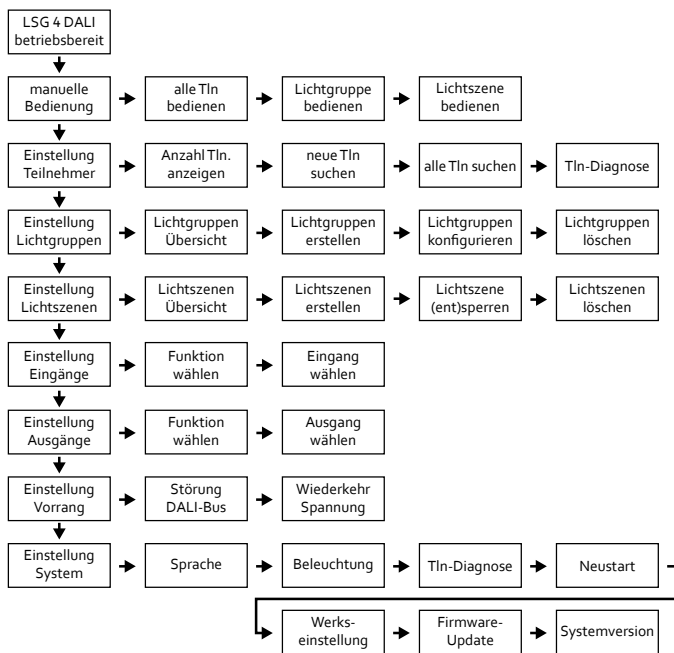 LSG 4 DALI
betriebsbereit
manuelle
Bedienung
alle Tln
bedienen
Lichtgruppe
bedienen
Lichtszene
bedienen
Einstellung
Teilnehmer
Anzahl Tln.
anzeigen
neue Tln
suchen
alle Tln suchen
Tln-Diagnose
Einstellung
Lichtgruppen
Lichtgruppen
Übersicht
Lichtgruppen
erstellen
Lichtgruppen
konfigurieren
Lichtgruppen
löschen
Einstellung
Lichtszenen
Lichtszenen
Übersicht
Lichtszenen
erstellen
Lichtszene
(ent)sperren
Lichtszenen
löschen
Einstellung
Eingänge
Funktion
wählen
Eingang
wählen
Einstellung
Ausgänge
Funktion
wählen
Ausgang
wählen
Einstellung
Vorrang
Störung
DALI-Bus
Wiederkehr
Spannung
Einstellung
System
Sprache
Beleuchtung
Tln-Diagnose
Neustart
Werks-
einstellung
Firmware-
Update
Systemversion